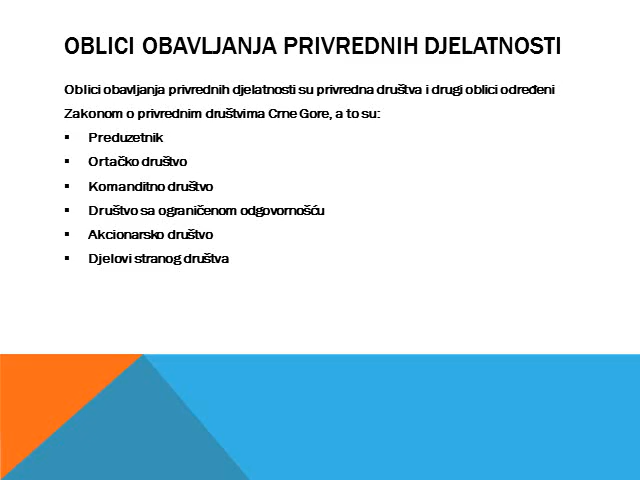 OBLICI OBAVLJANJA PRIVREDNIH DJELATNOSTI
Oblici obavljanja privrednih djelatnosti su privredna društva i drugi oblici određeni
Zakonom o privrednim društvima Crne Gore, a to su:
▪ Preduzetnik
▪ Ortačko društvo
▪ Komanditno društvo
▪ Društvo sa ograničenom odgovornošću
▪ Akcionarsko društvo
▪ Djelovi stranog društva